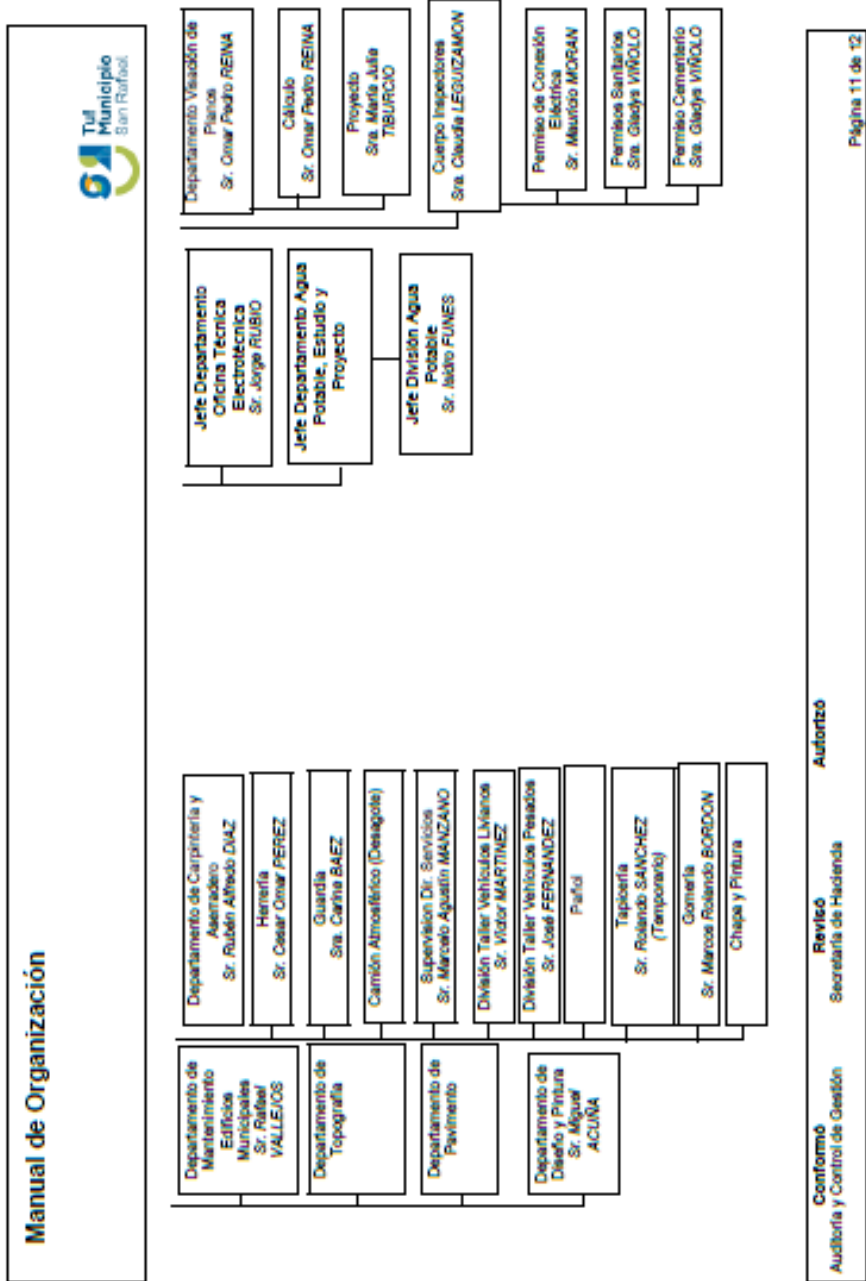 Manual de Organización
Tu!
Municipio
San Rafael
Departamento de
Mantenimiento
Edificios
Municipales
Sr. Rafael
VALLEJOS
Departamento de
Topografía
Departamento de
Pavimento
Departamento de
Diseño y Pintura
Sr. Miguel
ACUÑA
Departamento de Carpintería y
Aserradero
Sr. Rubén Alfredo DIAZ
Herrería
Sr. Cesar Omar PEREZ
Guardia
Sra. Carina BAEZ
Camión Atmosférico (Desagote)
Supervision Dir. Servicios
Sr. Marcelo Agustín MANZANO
División Taller Vehículos Livianos
Sr. Victor MARTINEZ
División Taller Vehículos Pesados
Sr. José FERNANDEZ
Pañol
Tapicería
Sr. Rolando SANCHEZ
(Temporario)
Gomería
Sr. Marcos Rolando BORDON
Chapa y Pintura
Jefe Departamento
Oficina Técnica
Electrotécnica
Sr. Jorge RUBIO
Jefe Departamento Agua
Potable, Estudio y
Proyecto
Jefe División Agua
Potable
Sr. Isidro FUNES
Departamento Visación de
Planos
Sr. Omar Pedro REINA
Cálculo
Sr. Omar Pedro REINA
Proyecto
Sra. María Julia
TIBURCIO
Cuerpo Inspectores
Sra. Claudia LEGUIZAMON
Permiso de Conexión
Eléctrica
Sr. Mauricio MORAN
Permisos Sanitarios
Sra. Gladys VIÑOLO
Permiso Cementerio
Sra. Gladys VIÑOLO
Conformó
Auditoría y Control de Gestión
Revisó
Secretaría de Hacienda
Autorizó
Página 11 de 12